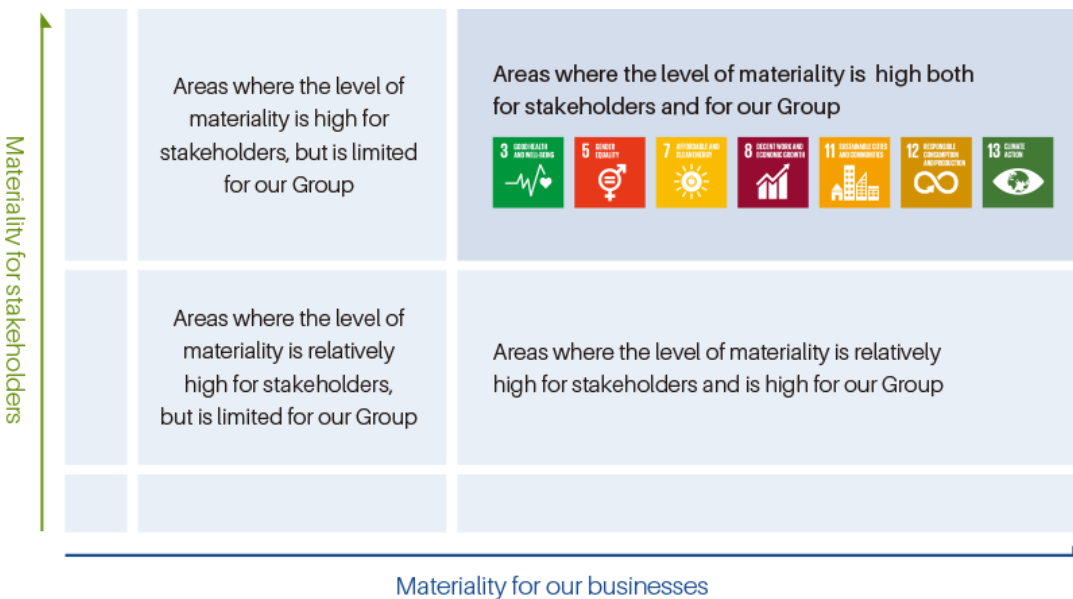 Materiality for stakeholders
Areas where the level of
materiality is high for
stakeholders, but is limited
for our Group
Areas where the level of materiality is high both
for stakeholders and for our Group
3 GOOD HEALTH
AND WELL-BEING
5 GENDER
EQUALITY
7 AFFORDABLE AND
CLEAN ENERGY
8 DECENT WORK AND
ECONOMIC GROWTH
11 SUSTAINABLE CITIES
AND COMMUNITIES
12 RESPONSIBLE
CONSUMPTION
AND PRODUCTION
13 CLIMATE
ACTION
Areas where the level of
materiality is relatively
high for stakeholders,
but is limited for our Group
Areas where the level of materiality is relatively
high for stakeholders and is high for our Group
Materiality for our businesses